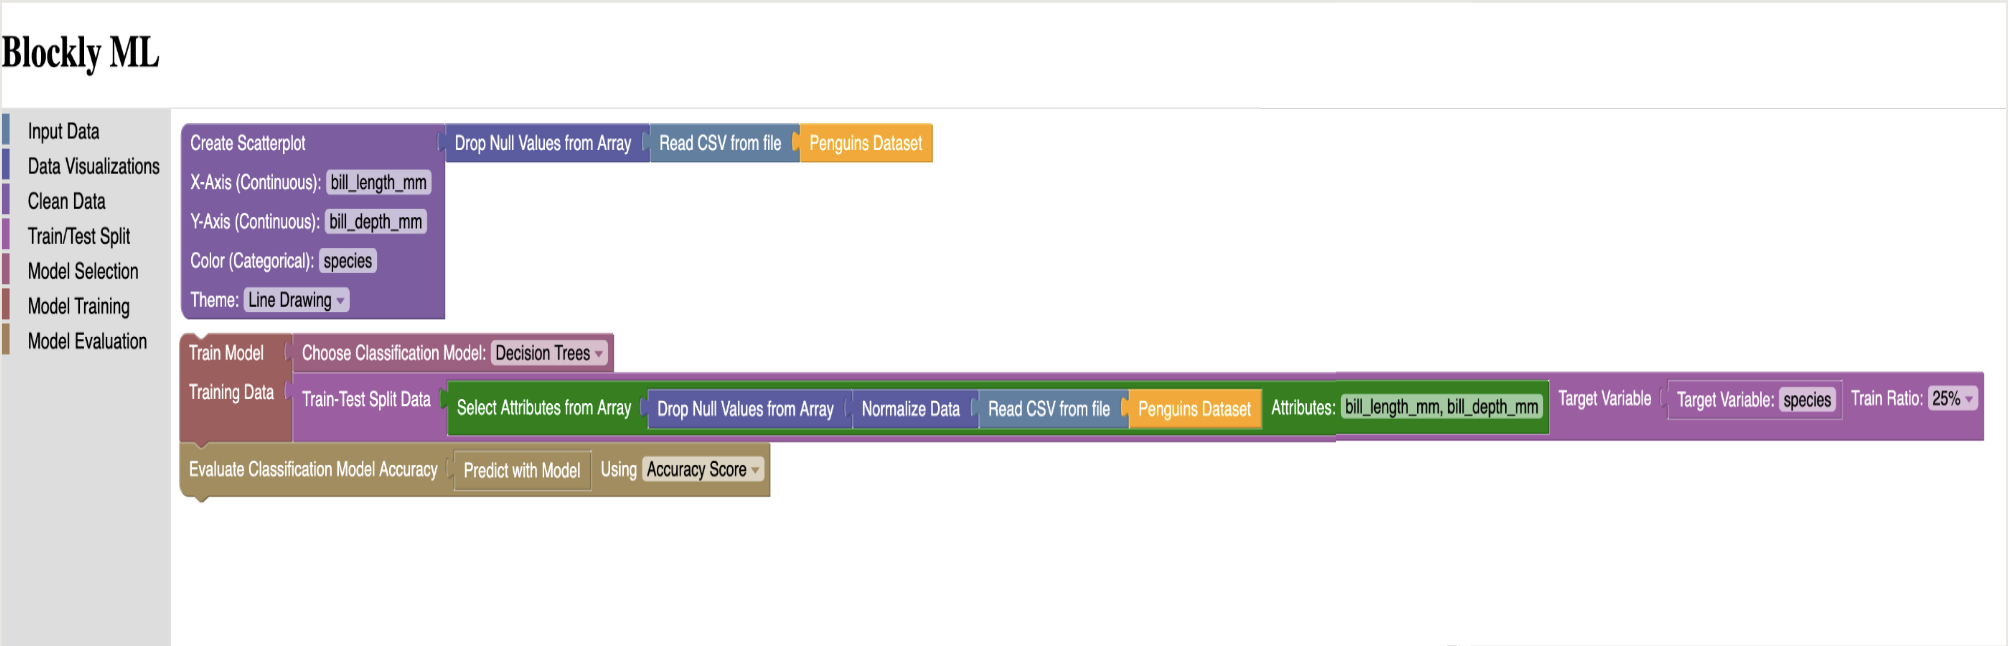 Blockly ML
Input Data
Data Visualizations
Clean Data
Train/Test Split
Model Selection
Model Training
Model Evaluation
Create Scatterplot Drop Null Values from Array Read CSV from file Penguins Dataset
X-Axis (Continuous): bill_length_mm
Y-Axis (Continuous): bill_depth_mm
Color (Categorical): species
Theme: Line Drawing
Train Model Choose Classification Model: Decision Trees
Training Data Train-Test Split Data Select Attributes from Array Drop Null Values from Array Normalize Data Read CSV from file Penguins Dataset Attributes: bill_length_mm, bill_depth_mm Target Variable Target Variable: species Train Ratio: 25%
Evaluate Classification Model Accuracy Predict with Model Using Accuracy Score